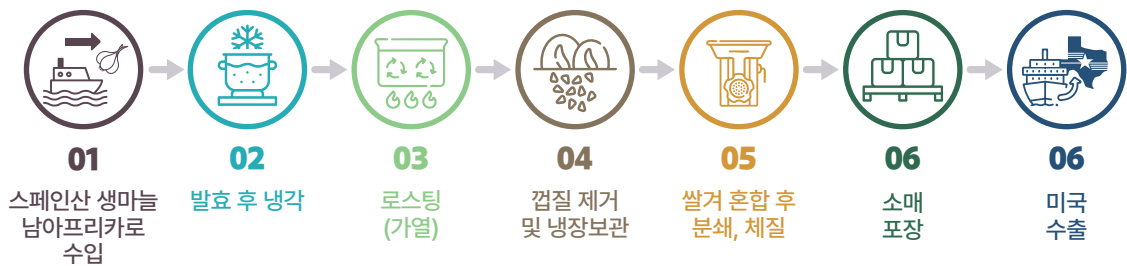 01
스페인산 생마늘
남아프리카로
수입
02
발효 후 냉각
03
로스팅
(가열)
04
껍질 제거
및 냉장보관
05
쌀겨 혼합 후
분쇄, 체질
06
소매
포장
06
미국
수출